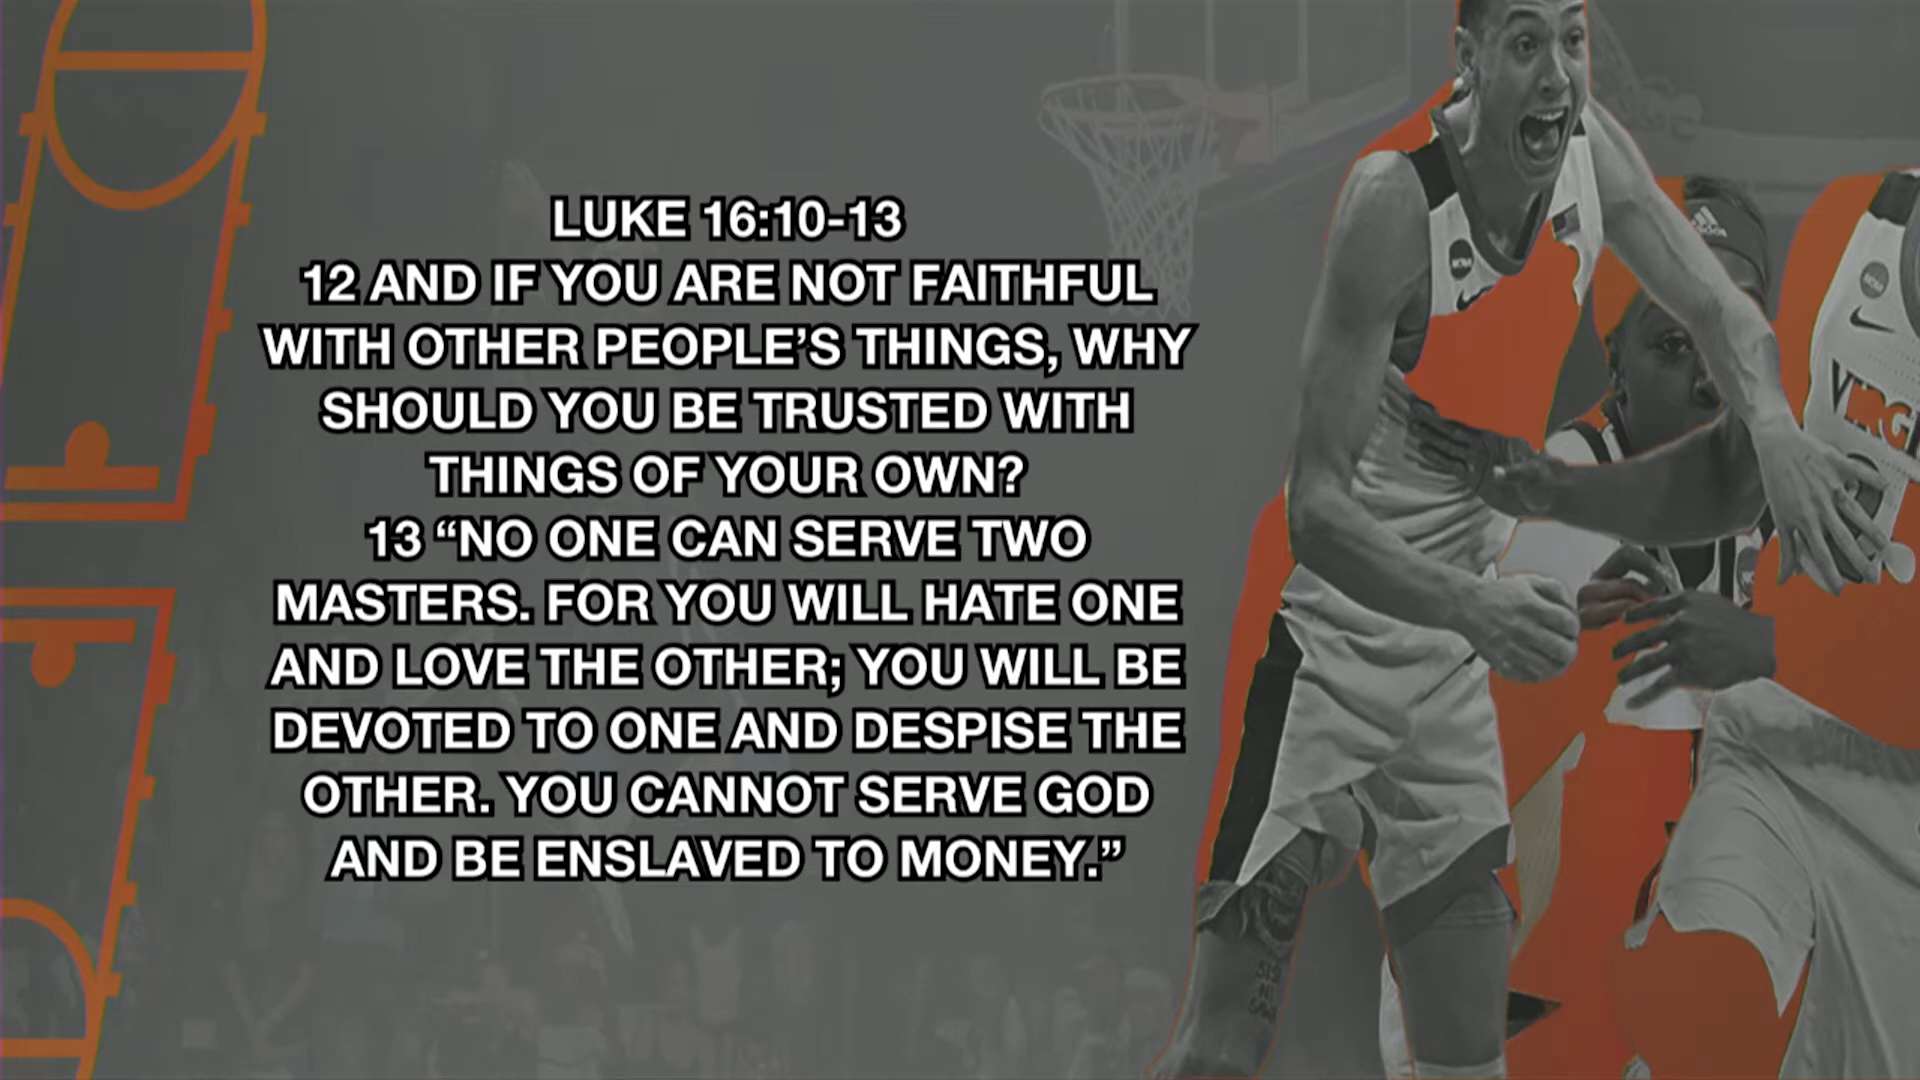 LUKE 16:10-13
12 AND IF YOU ARE NOT FAITHFUL
WITH OTHER PEOPLE’S THINGS, WHY
SHOULD YOU BE TRUSTED WITH
THINGS OF YOUR OWN?
13 “NO ONE CAN SERVE TWO
MASTERS. FOR YOU WILL HATE ONE
AND LOVE THE OTHER; YOU WILL BE
DEVOTED TO ONE AND DESPISE THE
OTHER. YOU CANNOT SERVE GOD
AND BE ENSLAVED TO MONEY.”
NCAA
VIRG